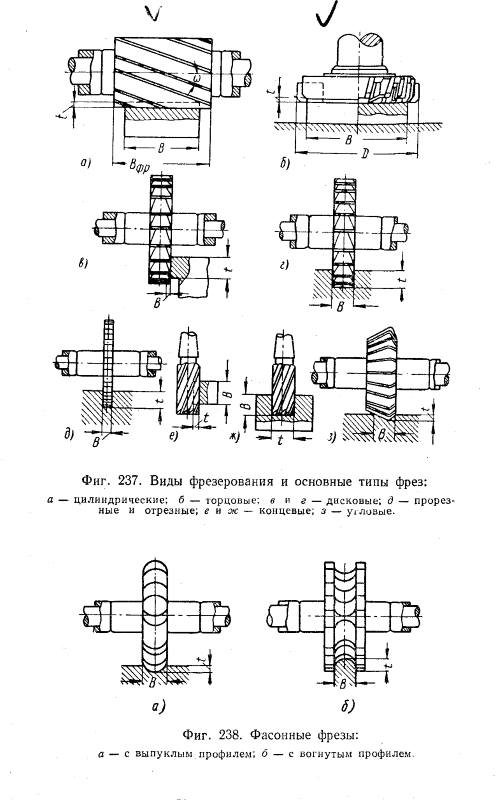 ω
t
B
Bфр
а)
t
B
D
б)
B
t
в)
B
t
г)
B
t
д)
B
t
е)
B
t
ж)
t
B
з)
Фиг. 237. Виды фрезерования и основные типы фрез:
а — цилиндрические; б — торцовые; в и г — дисковые; д — прорез-
ные и отрезные; е и ж — концевые; з — угловые.
t
B
а)
t
B
б)
Фиг. 238. Фасонные фрезы:
а — с выпуклым профилем; б — с вогнутым профилем.